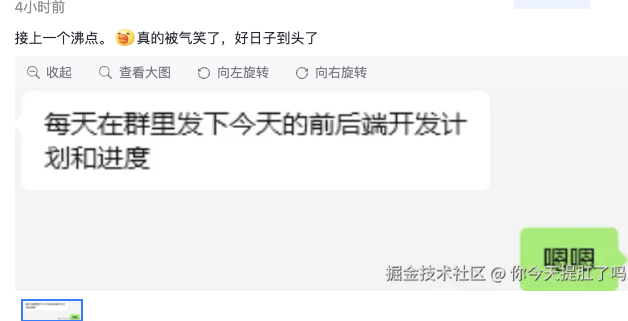 4小时前
接上一个沸点。真的被气笑了，好日子到头了
收起 查看大图 向左旋转 向右旋转
每天在群里发下今天的前后端开发计
划和进度
嗯嗯
掘金技术社区 @ 你今天提肛了吗